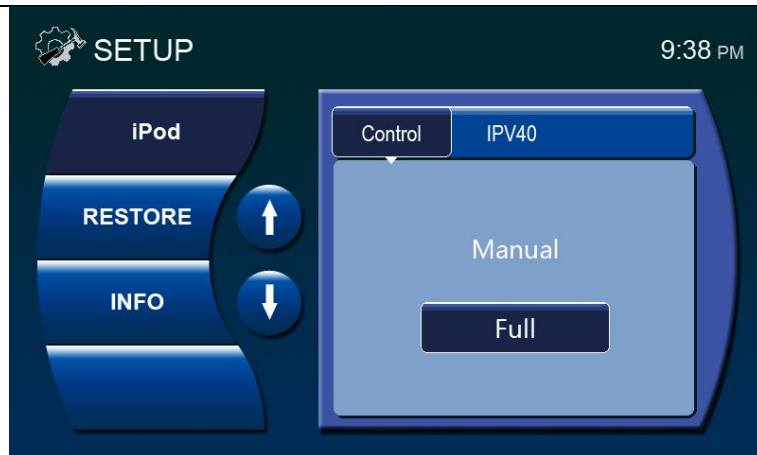 SETUP
9:38 PM
iPod
RESTORE
INFO
Control
IPV40
Manual
Full